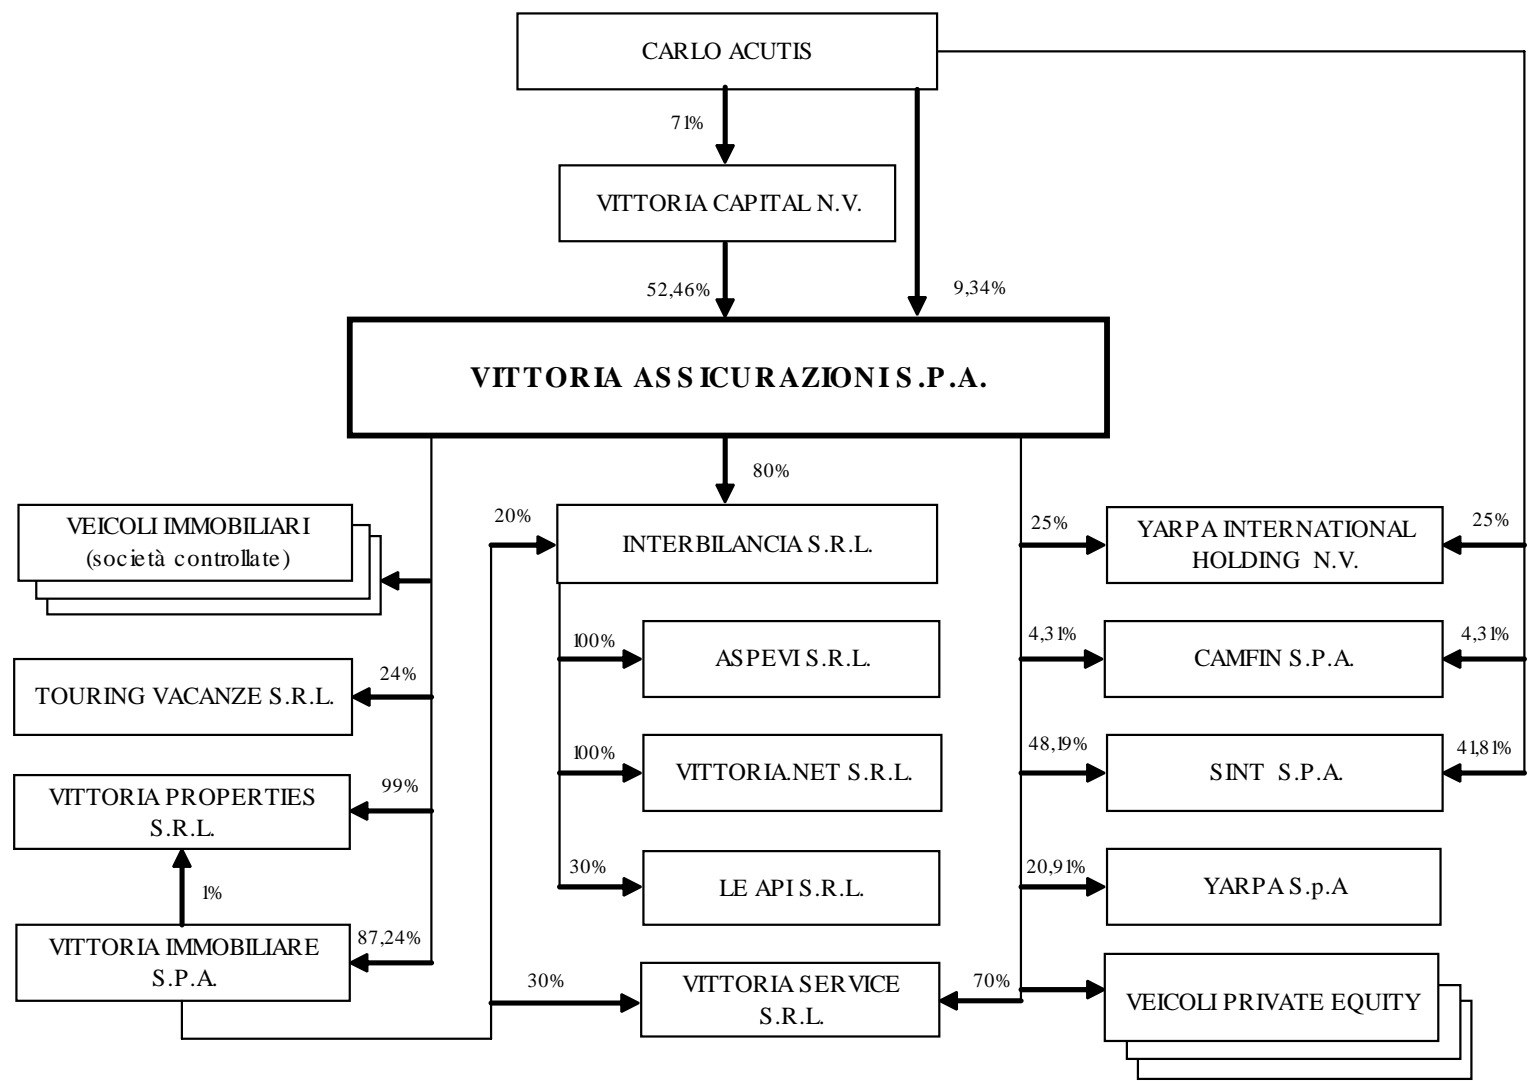 CARLO ACUTIS
71%
VITTORIA CAPITAL N.V.
52,46%
9,34%
VITTORIA ASSICURAZIONI S.P.A.
80%
VEICOLI IMMOBILIARI
(società controllate)
20%
INTERBILANCIA S.R.L.
25%
YARPA INTERNATIONAL
HOLDING N.V.
25%
100%
ASPEVI S.R.L.
4,31%
CAMFIN S.P.A.
4,31%
24%
TOURING VACANZE S.R.L.
100%
VITTORIA.NET S.R.L.
48,19%
SINT S.P.A.
41,81%
99%
VITTORIA PROPERTIES
S.R.L.
1%
30%
LE API S.R.L.
20,91%
YARPA S.p.A
87,24%
VITTORIA IMMOBILIARE
S.P.A.
30%
VITTORIA SERVICE
S.R.L.
70%
VEICOLI PRIVATE EQUITY